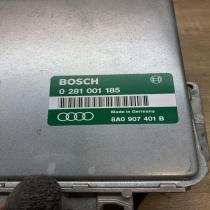 BOSCH
0 281 001 185
Made in Germany
8A0 907 401 B